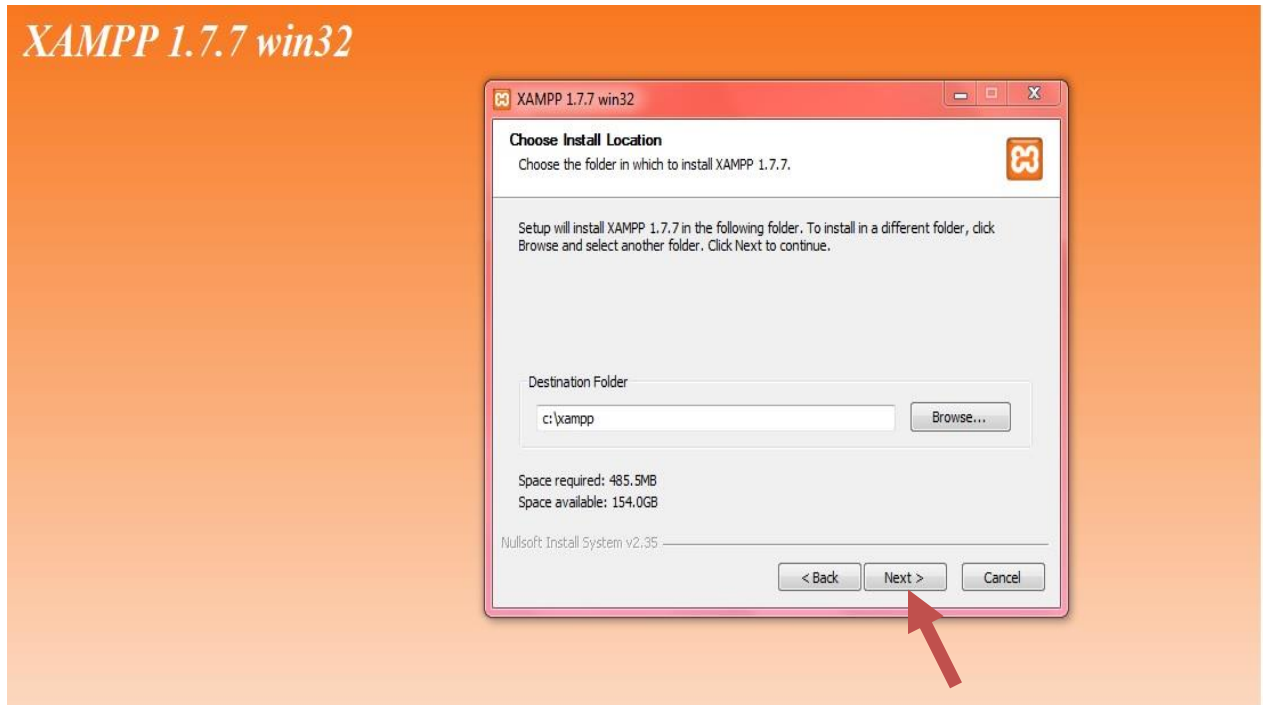 XAMPP 1.7.7 win32
XAMPP 1.7.7 win32
Choose Install Location
Choose the folder in which to install XAMPP 1.7.7.
Setup will install XAMPP 1.7.7 in the following folder. To install in a different folder, click
Browse and select another folder. Click Next to continue.
Destination Folder
c:\xampp
Browse...
Space required: 485.5MB
Space available: 154.0GB
Nullsoft Install System v2.35
< Back
Next >
Cancel